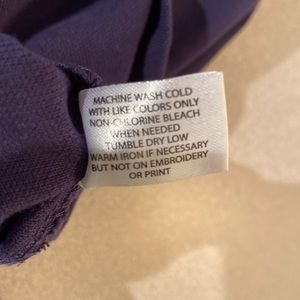 MACHINE WASH COLD
WITH LIKE COLORS ONLY
NON-CHLORINE BLEACH
WHEN NEEDED
TUMBLE DRY LOW
WARM IRON IF NECESSARY
BUT NOT ON EMBROIDERY
OR PRINT